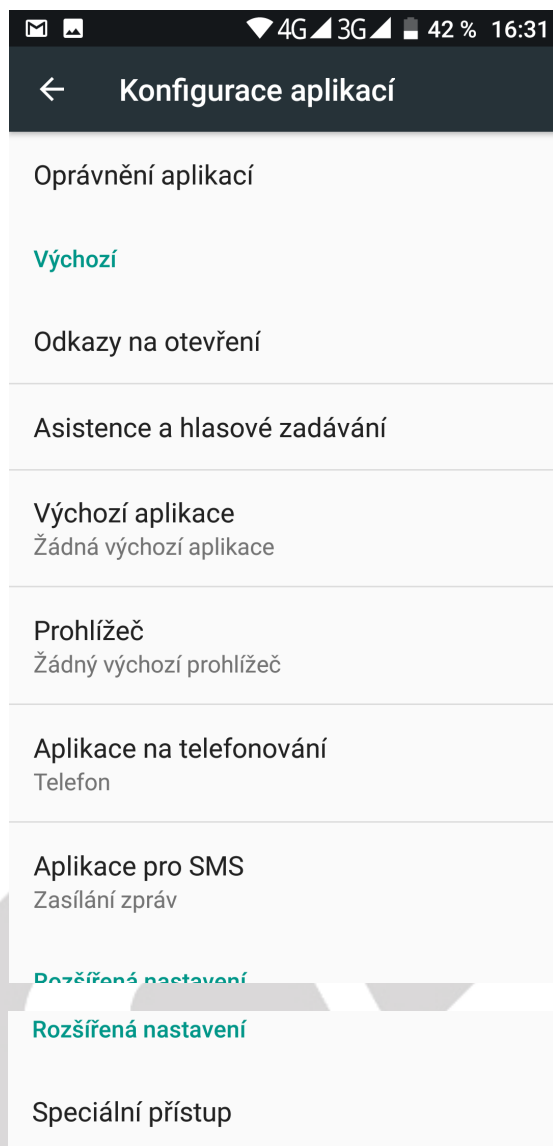 4G 3G 42 % 16:31
Konfigurace aplikací
Oprávnění aplikací
Výchozí
Odkazy na otevření
Asistence a hlasové zadávání
Výchozí aplikace
Žádná výchozí aplikace
Prohlížeč
Žádný výchozí prohlížeč
Aplikace na telefonování
Telefon
Aplikace pro SMS
Zasílání zpráv
Rozšířená nastavení
Rozšířená nastavení
Speciální přístup